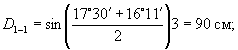 D₁₋₁ = sin((17°30′ + 16°11′)/2)3 = 90 см;